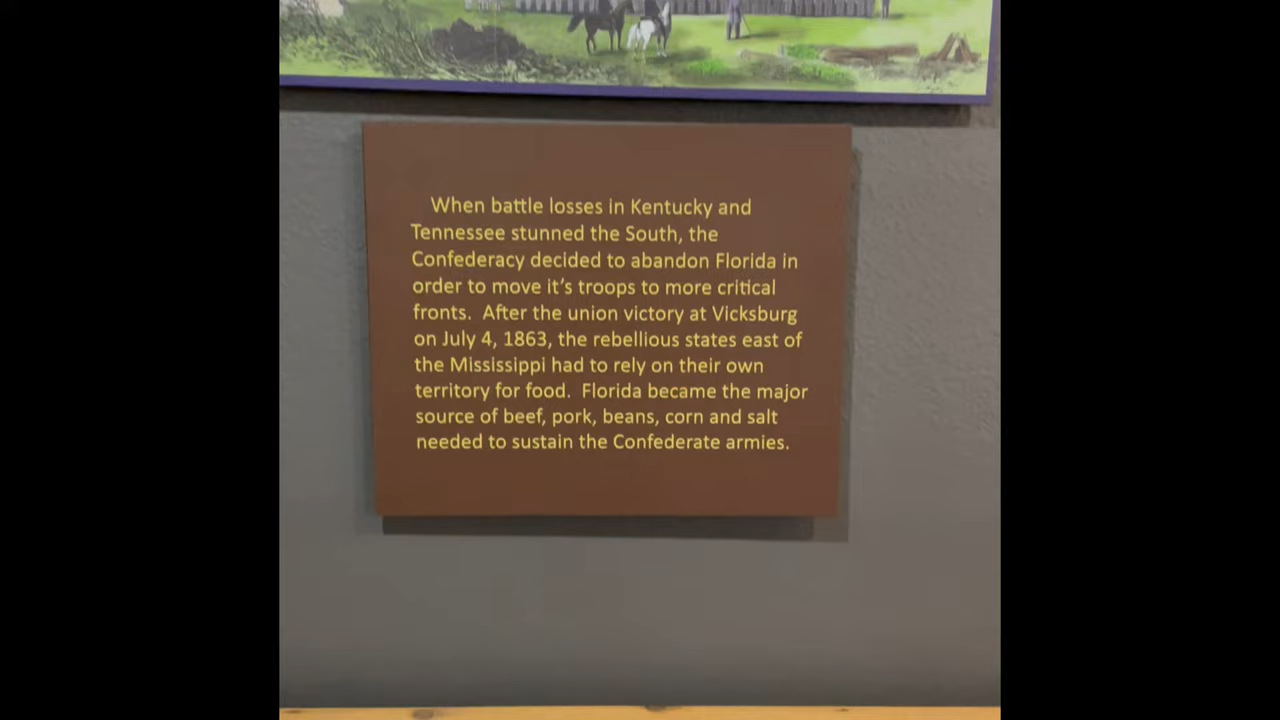 When battle losses in Kentucky and
Tennessee stunned the South, the
Confederacy decided to abandon Florida in
order to move it's troops to more critical
fronts.  After the union victory at Vicksburg
on July 4, 1863, the rebellious states east of
the Mississippi had to rely on their own
territory for food.  Florida became the major
source of beef, pork, beans, corn and salt
needed to sustain the Confederate armies.